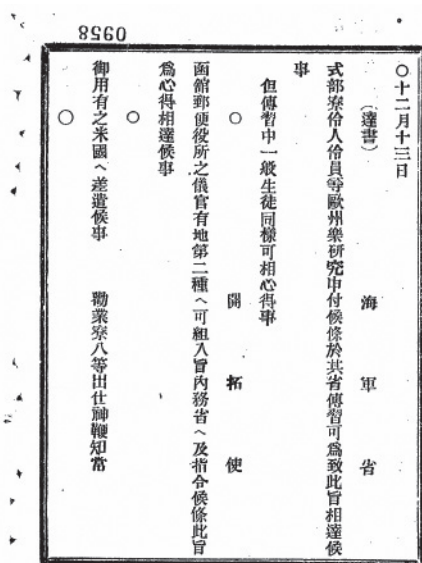 0958
〇十二月十三日
(達書)
海軍省
式部寮伶人伶員等歐州樂硏究申付候條於其省傳習可爲致此旨相達候
事
但傳習中一般生徒同樣可相心得事
〇
開拓使
函館郵便役所之儀官有地第二種へ可組入旨內務省へ及指令候條此旨
爲心得相達候事
〇
御用有之米國へ差遣候事
勸業寮八等出仕神鞭知常
〇